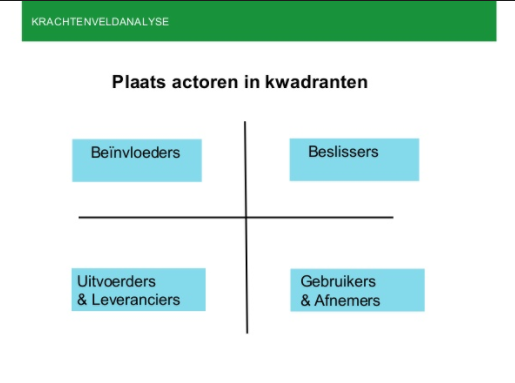 KRACHTENVELDANALYSE
Plaats actoren in kwadranten
Beïnvloeders
Beslissers
Uitvoerders
& Leveranciers
Gebruikers
& Afnemers